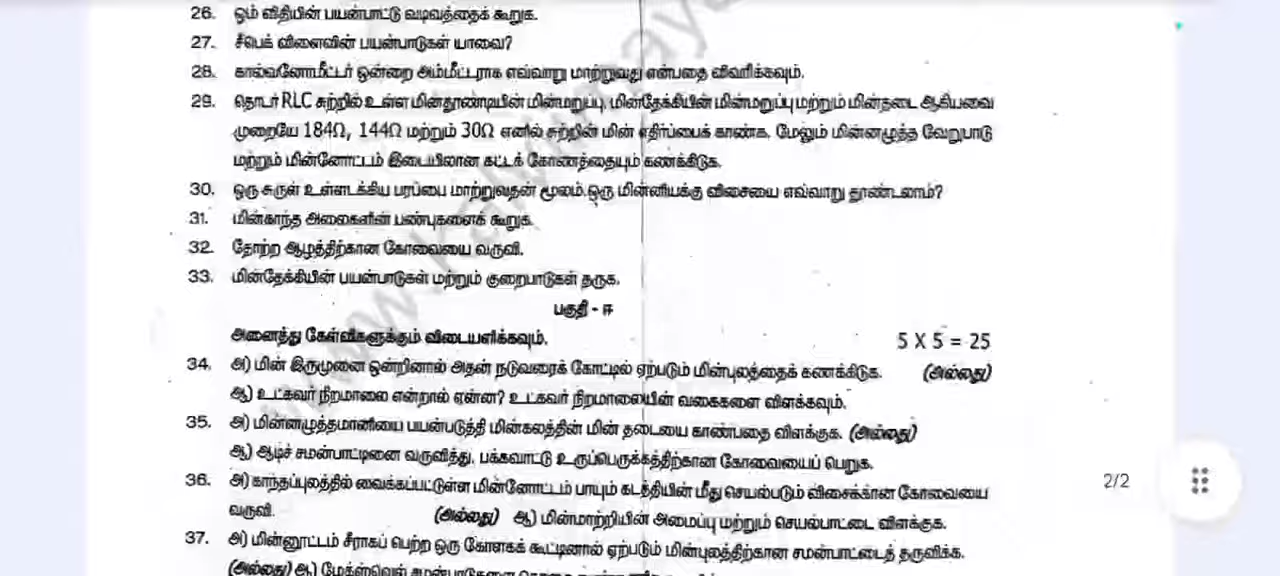 26. ஓம் விதியின் பயன்பாட்டு வடிவத்தைக் கூறுக.
27. சீபெக் விளைவின் பயன்பாடுகள் யாவை?
28. கால்வனோமீட்டர் ஒன்றை அம்மீட்டராக எவ்வாறு மாற்றுவது என்பதை விவரிக்கவும்.
29. தொடர் RLC சுற்றில் உள்ள மின்தூண்டியின் மின்மறுப்பு, மின்தேக்கியின் மின்மறுப்பு மற்றும் மின்தடை ஆகியவை
முறையே 184Ω, 144Ω மற்றும் 30Ω எனில் சுற்றின் மின் எதிர்ப்பைக் காண்க. மேலும் மின்னழுத்த வேறுபாடு
மற்றும் மின்னோட்டம் இடையிலான கட்டக் கோணத்தையும் கணக்கிடுக.
30. ஒரு சுருள் உள்ளடக்கிய பரப்பை மாற்றுவதன் மூலம் ஒரு மின்னியக்கு விசையை எவ்வாறு தூண்டலாம்?
31. மின்காந்த அலைகளின் பண்புகளைக் கூறுக.
32. தோற்ற ஆழத்திற்கான கோவையை வருவி.
33. மின்தேக்கியின் பயன்பாடுகள் மற்றும் குறைபாடுகள் தருக.
பகுதி - ஈ
அனைத்து கேள்விகளுக்கும் விடையளிக்கவும். 5 X 5 = 25
34. அ) மின் இருமுனை ஒன்றினால் அதன் நடுவரைக் கோட்டில் ஏற்படும் மின்புலத்தைக் கணக்கிடுக. (அல்லது)
ஆ) உட்கவர் நிறமாலை என்றால் ஏன்ன? உட்கவர் நிறமாலையின் வகைகளை விளக்கவும்.
35. அ) மின்னழுத்தமானியை பயன்படுத்தி மின்கலத்தின் மின் தடையை காண்பதை விளக்குக. (அல்லது)
ஆ) ஆடிச் சமன்பாட்டினை வருவித்து, பக்கவாட்டு உருப்பெருக்கத்திற்கான கோவையைப் பெறுக.
36. அ) காந்தப்புலத்தில் வைக்கப்பட்டுள்ள மின்னோட்டம் பாயும் கடத்தியின் மீது செயல்படும் விசைக்கான கோவையை
வருவி. (அல்லது) ஆ) மின்மாற்றியின் அமைப்பு மற்றும் செயல்பாட்டை விளக்குக.
37. அ) மின்னூட்டம் சீராகப் பெற்ற ஒரு கோளகக் கூட்டினால் ஏற்படும் மின்புலத்திற்கான சமன்பாட்டைத் தருவிக்க.
(அல்லது) ஆ) மேக்ஸ்வெல் சமன்பாடுகளை
2/2